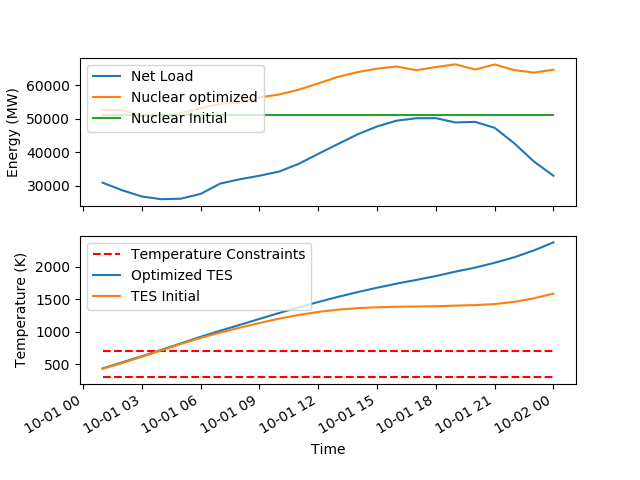 Energy (MW)
60000
50000
40000
30000
Net Load
Nuclear optimized
Nuclear Initial
Temperature (K)
2000
1500
1000
500
Temperature Constraints
Optimized TES
TES Initial
10-01 00
10-01 03
10-01 06
10-01 09
10-01 12
10-01 15
10-01 18
10-01 21
10-02 00
Time